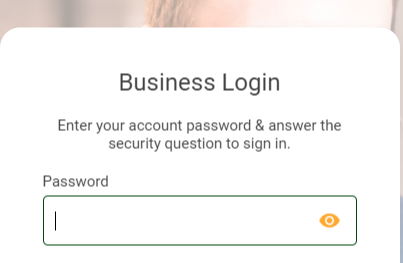 Business Login
Enter your account password & answer the
security question to sign in.
Password